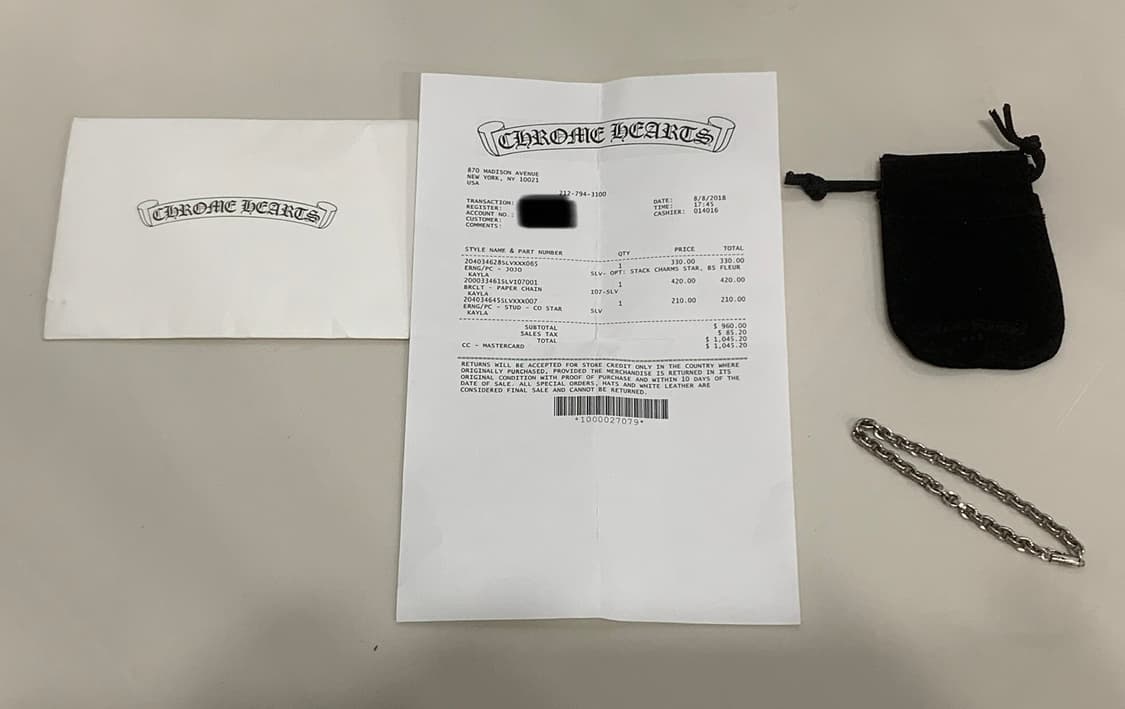 CHROME HEARTS
CHROME HEARTS
870 MADISON AVENUE
NEW YORK, NY 10021
USA
212-794-3100
TRANSACTION: DATE: 8/8/2018
REGISTER: TIME: 17:45
ACCOUNT NO.: CASHIER: 014016
CUSTOMER:
COMMENTS:
STYLE NAME & PART NUMBER QTY PRICE TOTAL
204034628SLVXXX065 1 330.00 330.00
ERNG/PC - JOJO SLV- OPT: STACK CHARMS STAR, BS FLEUR
KAYLA
200033461SLV107001 1 420.00 420.00
BRCLT - PAPER CHAIN 107-SLV
KAYLA
204034645SLVXXX007 1 210.00 210.00
ERNG/PC - STUD - CO STAR SLV
KAYLA
SUBTOTAL $ 960.00
SALES TAX $ 85.20
TOTAL $ 1,045.20
CC - MASTERCARD $ 1,045.20
RETURNS WILL BE ACCEPTED FOR STORE CREDIT ONLY IN THE COUNTRY WHERE
ORIGINALLY PURCHASED, PROVIDED THE MERCHANDISE IS RETURNED IN ITS
ORIGINAL CONDITION WITH PROOF OF PURCHASE AND WITHIN 10 DAYS OF THE
DATE OF SALE. ALL SPECIAL ORDERS, HATS AND WHITE LEATHER ARE
CONSIDERED FINAL SALE AND CANNOT BE RETURNED.
*1000027079*